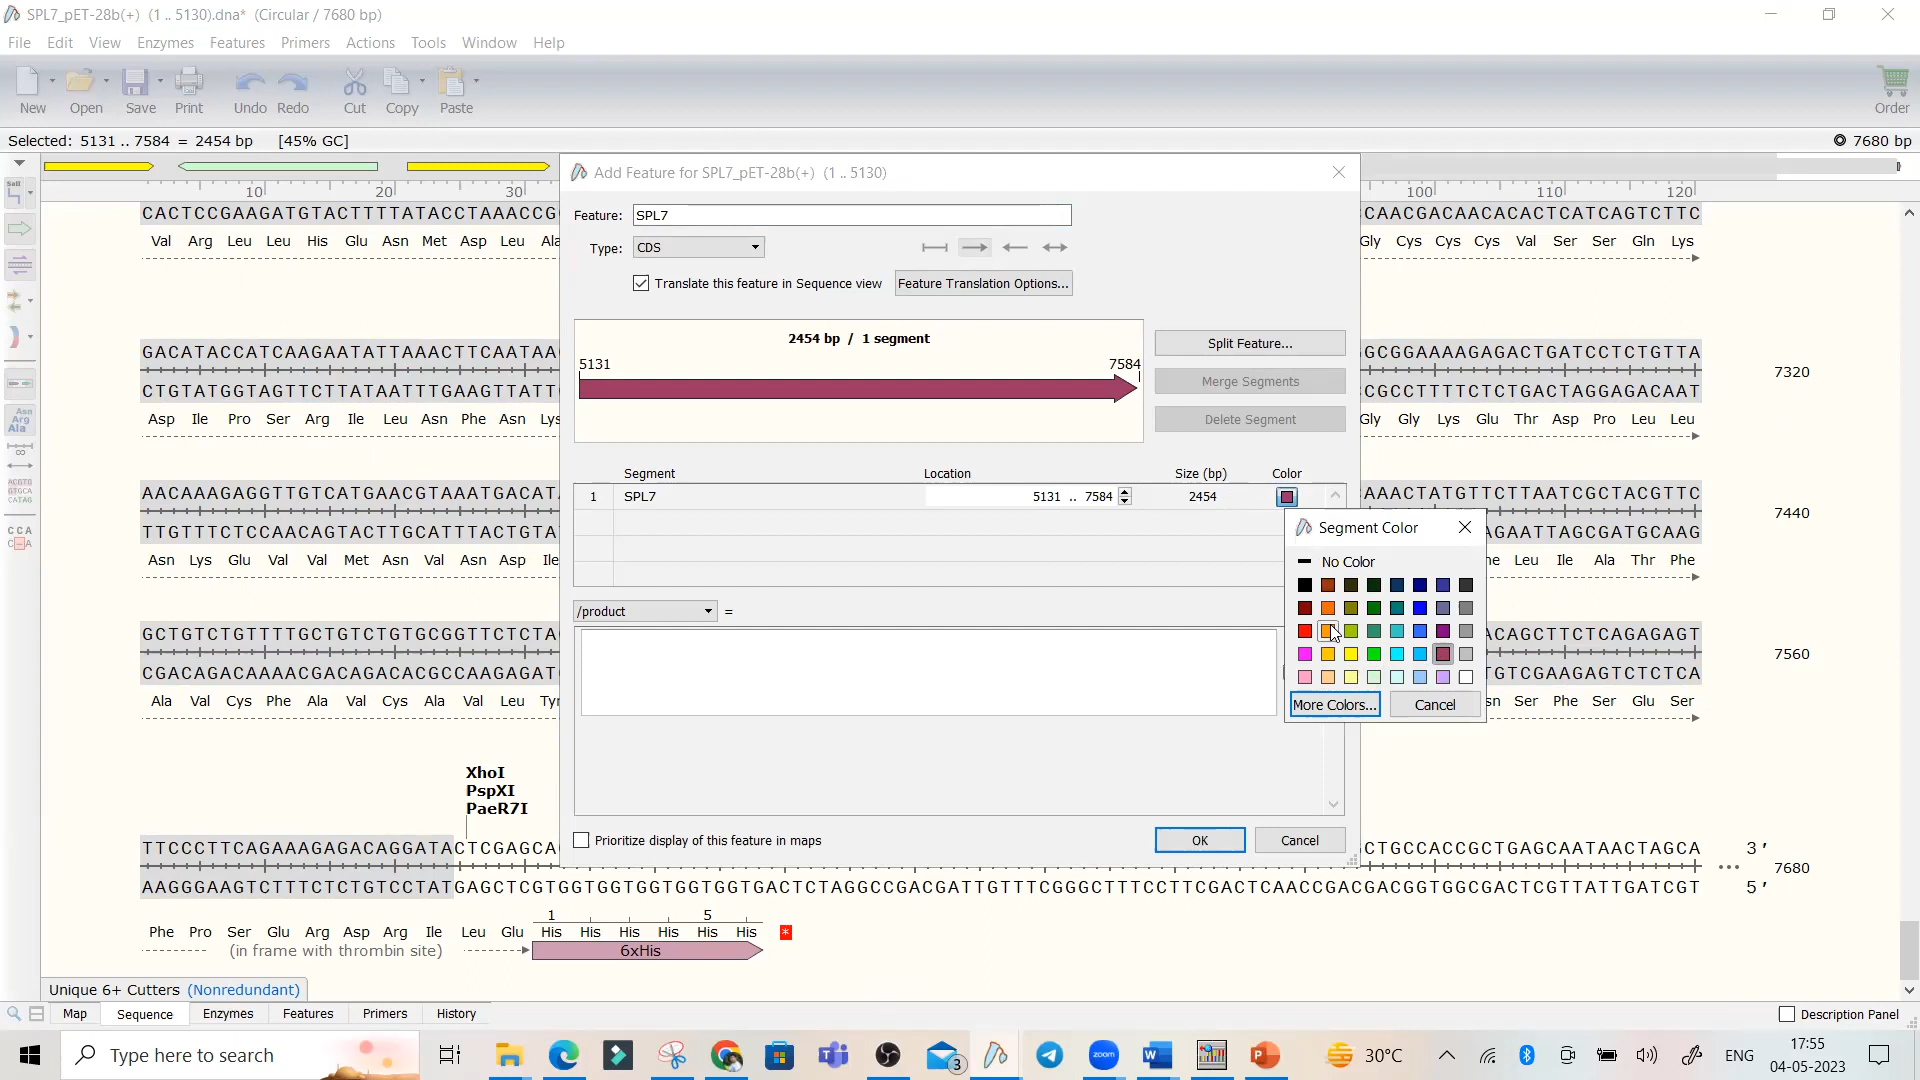 SPL7_pET-28b(+)  (1 .. 5130).dna*  (Circular / 7680 bp)
File Edit View Enzymes Features Primers Actions Tools Window Help
New Open Save Print Undo Redo Cut Copy Paste Order
Selected: 5131 .. 7584 = 2454 bp [45% GC] 7680 bp
10 20 30 100 110 120
Add Feature for SPL7_pET-28b(+)  (1 .. 5130)
Feature: SPL7
Type: CDS
Translate this feature in Sequence view
Feature Translation Options...
2454 bp / 1 segment
5131 7584
Split Feature...
Merge Segments
Delete Segment
Segment Location Size (bp) Color
1 SPL7 5131 .. 7584 2454
/product =
Prioritize display of this feature in maps
OK Cancel
Segment Color
No Color
More Colors... Cancel
CACTCCGAAGATGTACTTTTATACCTAAACCG CAACGACAACACACTCATCAGTCTTC
Val Arg Leu Leu His Glu Asn Met Asp Leu Ala Gly Cys Cys Cys Val Ser Ser Gln Lys
GACATACCATCAAGAATATTAAACTTCAATAA GCGGAAAAGAGACTGATCCTCTGTTA
7320
CTGTATGGTAGTTCTTATAATTTGAAGTTATT CGCCTTTTCTCTGACTAGGAGACAAT
Asp Ile Pro Ser Arg Ile Leu Asn Phe Asn Lys Gly Gly Lys Glu Thr Asp Pro Leu Leu
AACAAAGAGGTTGTCATGAACGTAAATGACATA AAACTATGTTCTTAATCGCTACGTTC
7440
TTGTTTCTCCAACAGTACTTGCATTTACTGTAT AGAATTAGCGATGCAAG
Asn Lys Glu Val Val Met Asn Val Asn Asp Ile Leu Ile Ala Thr Phe
GCTGTCTGTTTTGCTGTCTGTGCGGTTCTCTA ACAGCTTCTCAGAGAGT
7560
CGACAGACAAAACGACAGACACGCCAAGAGAT TGTCGAAGAGTCTCTCA
Ala Val Cys Phe Ala Val Cys Ala Val Leu Ser Phe Ser Glu Ser
XhoI
PspXI
PaeR7I
TTCCCTTCAGAAAGAGACAGGATACTCGAGCA CTGCCACCGCTGAGCAATAACTAGCA 3'
7680
AAGGGAAGTCTTTCTCTGTCCTATGAGCTCGTGGTGGTGGTGGTGGTGACTCTAGGCCGACGATTGTTTCGGGCTTTCCTTCGACTCAACCGACGACGGTGGCGACTCGTTATTGATCGT 5'
1 5
Phe Pro Ser Glu Arg Asp Arg Ile Leu Glu His His His His His His *
(in frame with thrombin site)
6xHis
Unique 6+ Cutters (Nonredundant)
Map Sequence Enzymes Features Primers History Description Panel
Type here to search
zoom
3
30°C
ENG
17:55
04-05-2023